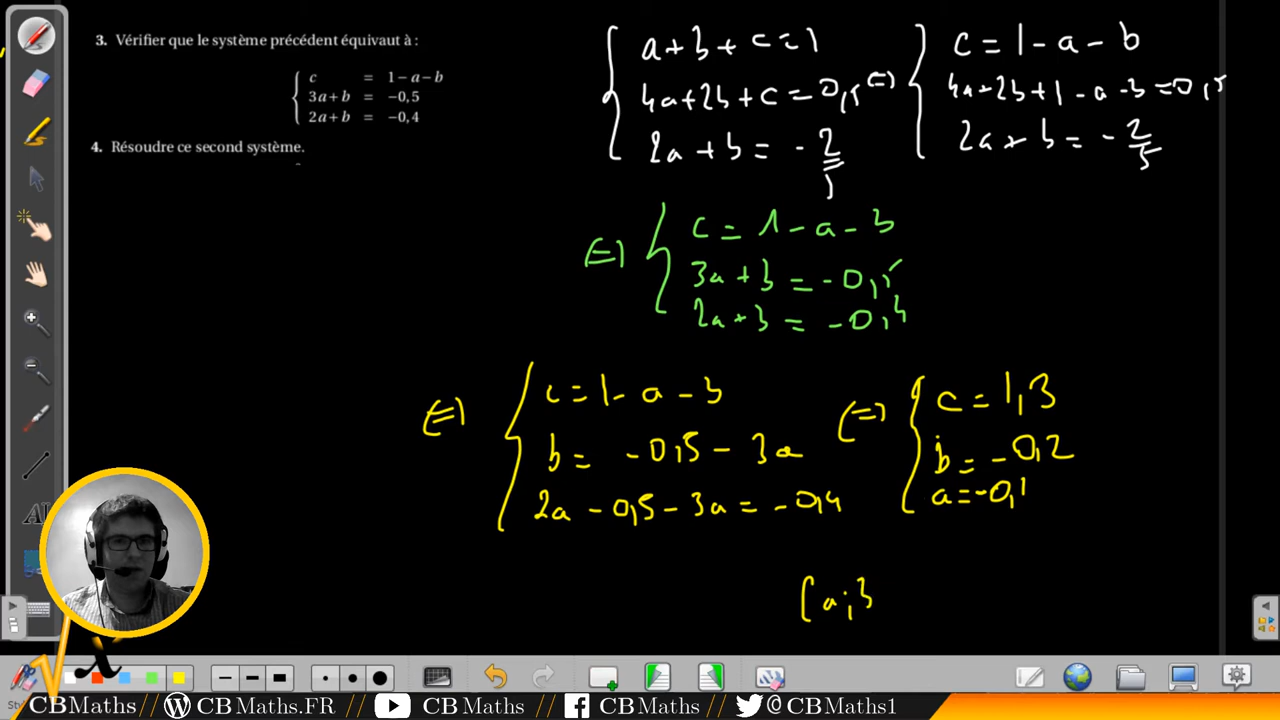 3. Vérifier que le système précédent équivaut à :
c = 1 − a − b
3a + b = −0,5
2a + b = −0,4
4. Résoudre ce second système.
a + b + c = 1
4a + 2b + c = 0,5
2a + b = - 2/5
⇔
c = 1 - a - b
4a + 2b + 1 - a - b = 0,5
2a + b = - 2/5
⇔
c = 1 - a - b
3a + b = -0,5
2a + b = -0,4
⇔
c = 1 - a - b
b = -0,5 - 3a
2a - 0,5 - 3a = -0,4
⇔
c = 1,3
b = -0,2
a = -0,1
(a ; b
CBMaths CBMaths.FR CBMaths CBMaths @CBMaths1